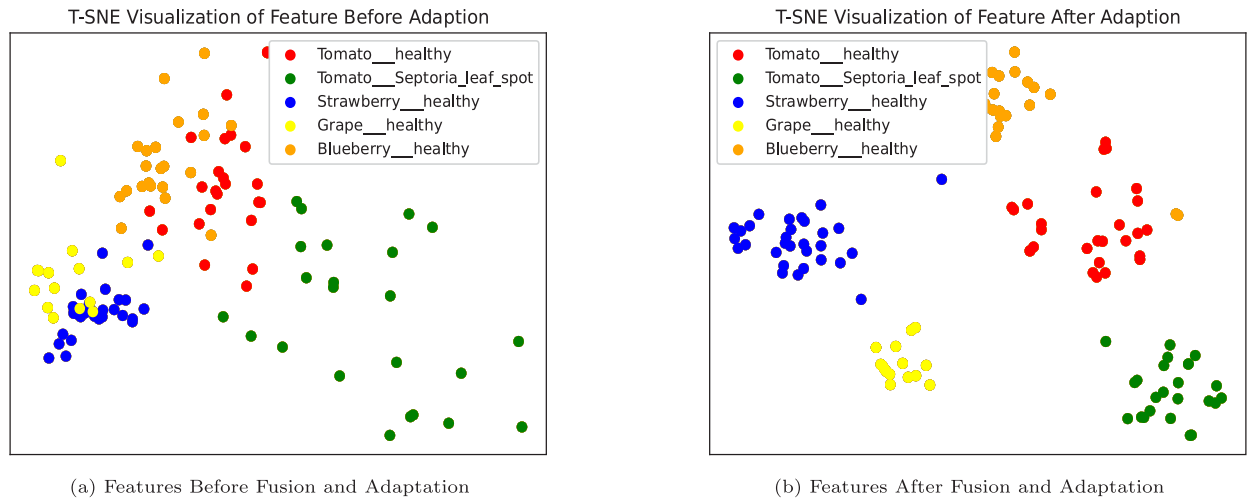 T-SNE Visualization of Feature Before Adaption
Tomato___healthy
Tomato___Septoria_leaf_spot
Strawberry___healthy
Grape___healthy
Blueberry___healthy
(a) Features Before Fusion and Adaptation
T-SNE Visualization of Feature After Adaption
Tomato___healthy
Tomato___Septoria_leaf_spot
Strawberry___healthy
Grape___healthy
Blueberry___healthy
(b) Features After Fusion and Adaptation